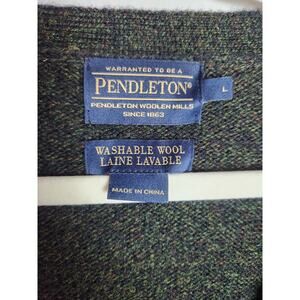 WARRANTED TO BE A
PENDLETON®
PENDLETON WOOLEN MILLS
SINCE 1863
L
WASHABLE WOOL
LAINE LAVABLE
MADE IN CHINA